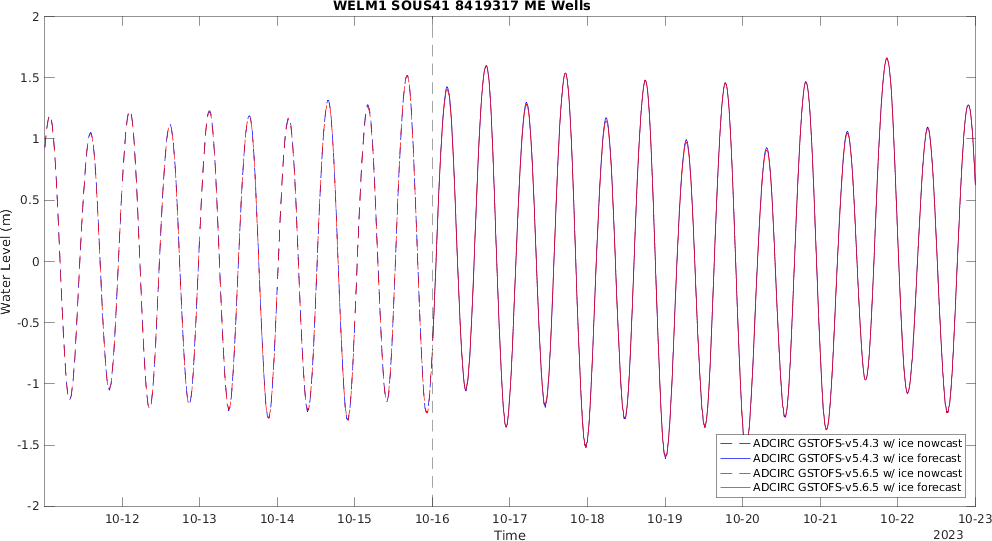 WELM1 SOUS41 8419317 ME Wells
2
1.5
1
0.5
0
-0.5
-1
-1.5
-2
Water Level (m)
ADCIRC GSTOFS-v5.4.3 w/ ice nowcast
ADCIRC GSTOFS-v5.4.3 w/ ice forecast
ADCIRC GSTOFS-v5.6.5 w/ ice nowcast
ADCIRC GSTOFS-v5.6.5 w/ ice forecast
10-12 10-13 10-14 10-15 10-16 10-17 10-18 10-19 10-20 10-21 10-22 10-23
Time
2023